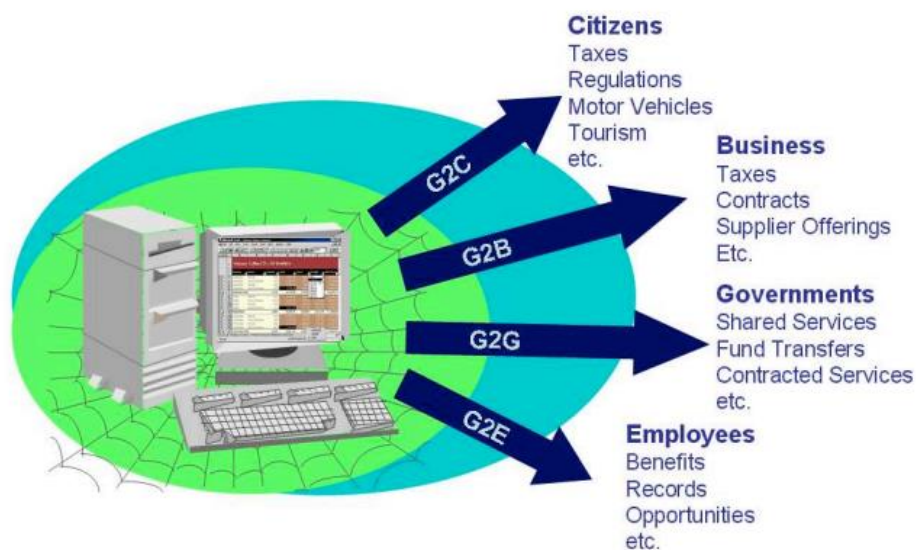 Citizens
Taxes
Regulations
Motor Vehicles
Tourism
etc.
G2C
Business
Taxes
Contracts
Supplier Offerings
Etc.
G2B
Governments
Shared Services
Fund Transfers
Contracted Services
etc.
G2G
Employees
Benefits
Records
Opportunities
etc.
G2E